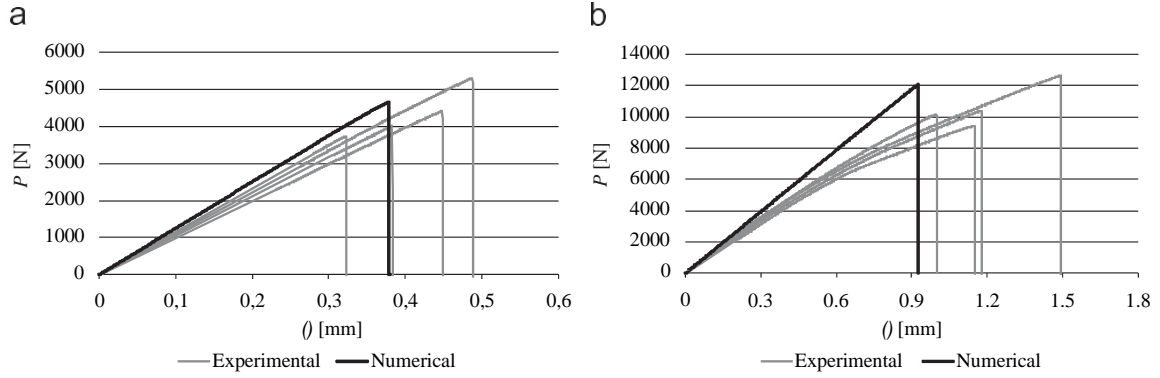 a
6000
5000
4000
3000
2000
1000
0
P [N]
0 0,1 0,2 0,3 0,4 0,5 0,6
() [mm]
Experimental Numerical
b
14000
12000
10000
8000
6000
4000
2000
0
P [N]
0 0.3 0.6 0.9 1.2 1.5 1.8
() [mm]
Experimental Numerical